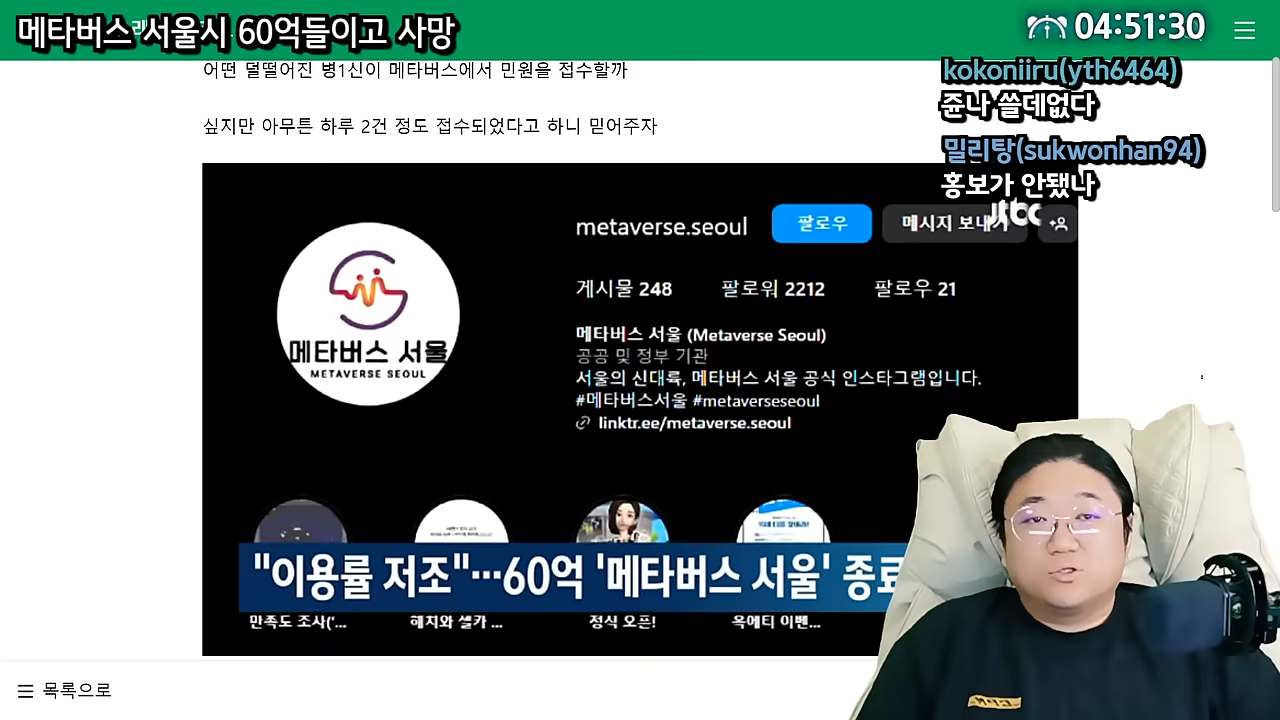 메타버스 서울시 60억들이고 사망
04:51:30
어떤 덜떨어진 병1신이 메타버스에서 민원을 접수할까
싶지만 아무튼 하루 2건 정도 접수되었다고 하니 믿어주자
kokoniiru(yth6464)
쥰나 쓸데없다
밀리탕(sukwonhan94)
홍보가 안됐나
jtbc
metaverse.seoul
팔로우
메시지 보내기
게시물 248 팔로워 2212 팔로우 21
메타버스 서울 (Metaverse Seoul)
공공 및 정부 기관
서울의 신대륙, 메타버스 서울 공식 인스타그램입니다.
#메타버스서울 #metaverseseoul
linktr.ee/metaverse.seoul
메타버스 서울
METAVERSE SEOUL
"이용률 저조"…60억 '메타버스 서울' 종료
만족도 조사('... 해치와 셀카 ... 정식 오픈! 옥에티 이벤...
목록으로